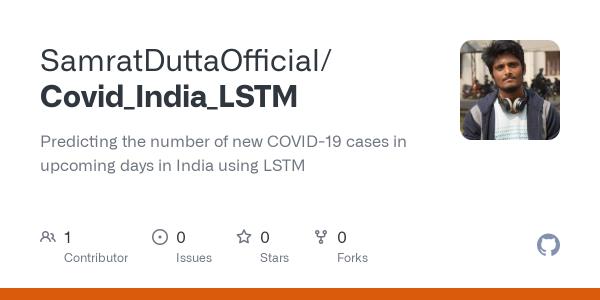 SamratDuttaOfficial/
Covid_India_LSTM
Predicting the number of new COVID-19 cases in
upcoming days in India using LSTM
1 0 0 0
Contributor Issues Stars Forks